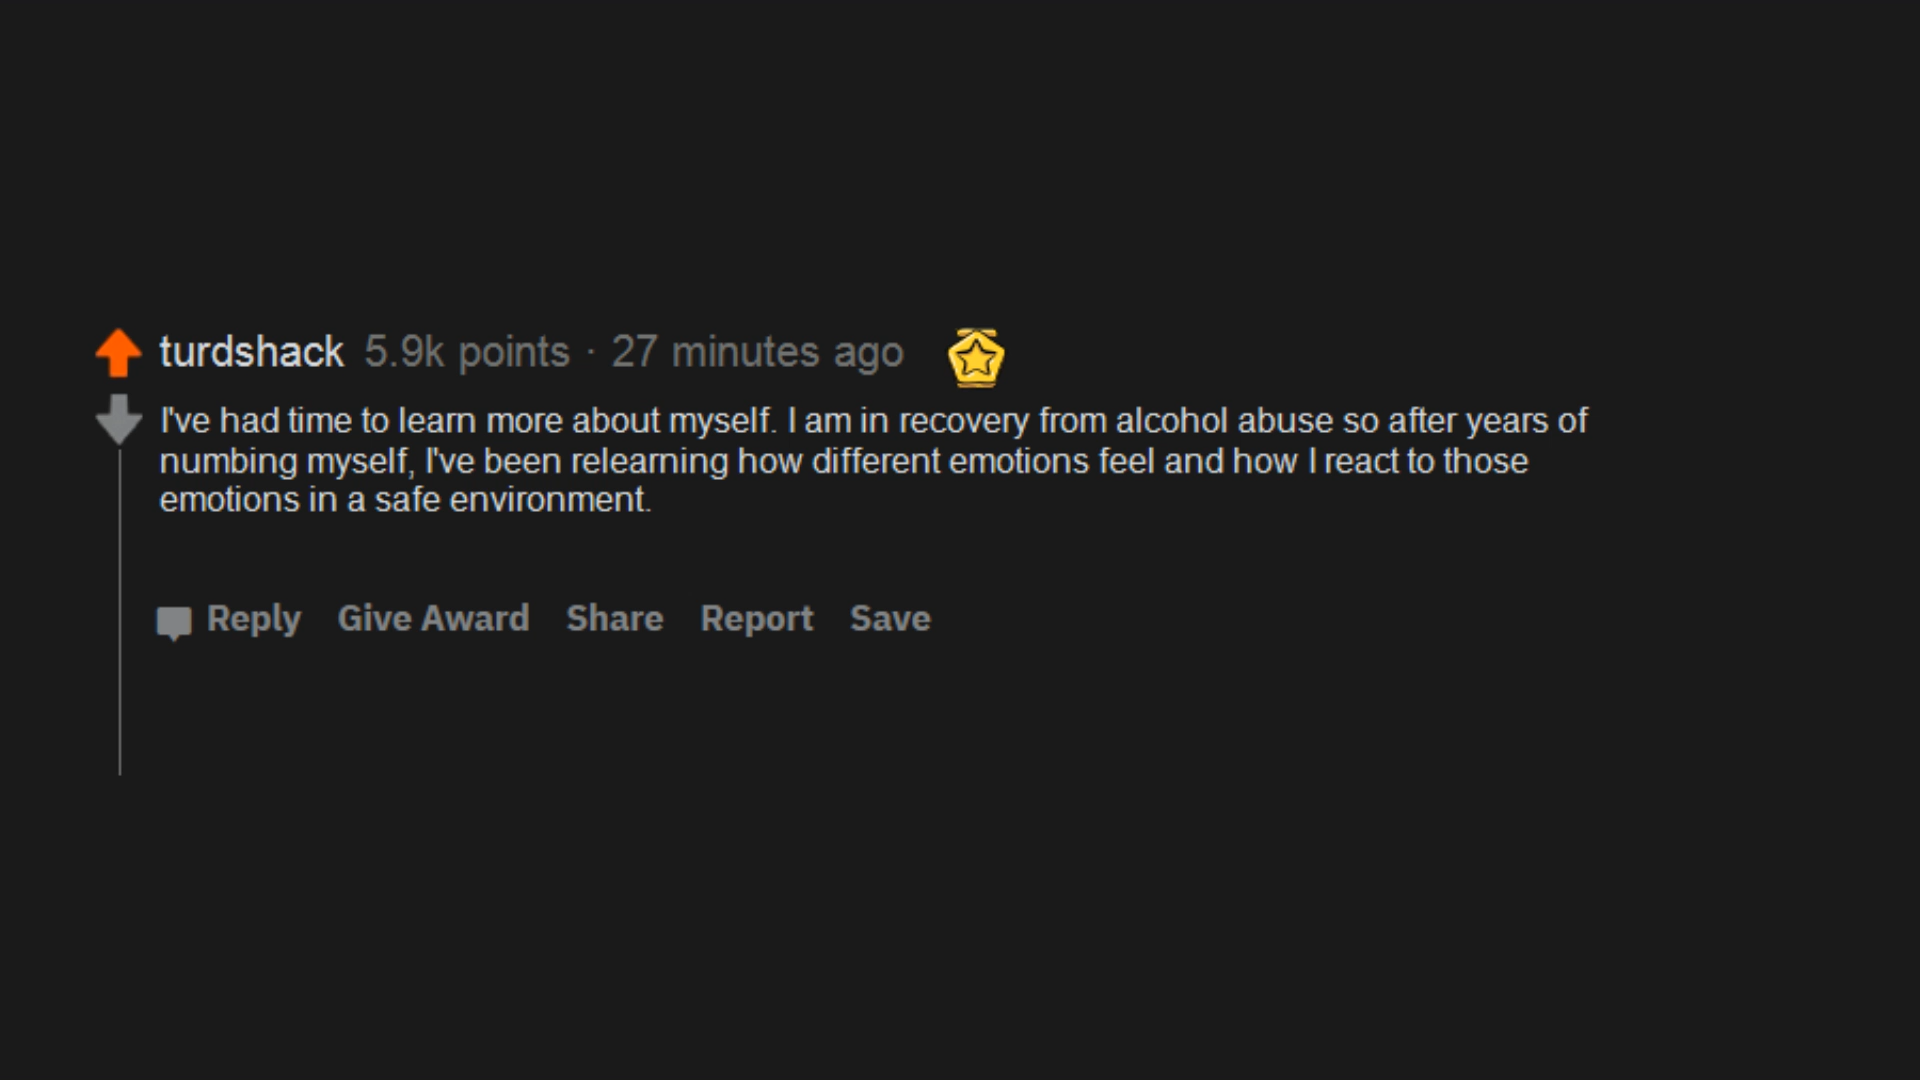 turdshack 5.9k points · 27 minutes ago
I've had time to learn more about myself. I am in recovery from alcohol abuse so after years of
numbing myself, I've been relearning how different emotions feel and how I react to those
emotions in a safe environment.
Reply Give Award Share Report Save